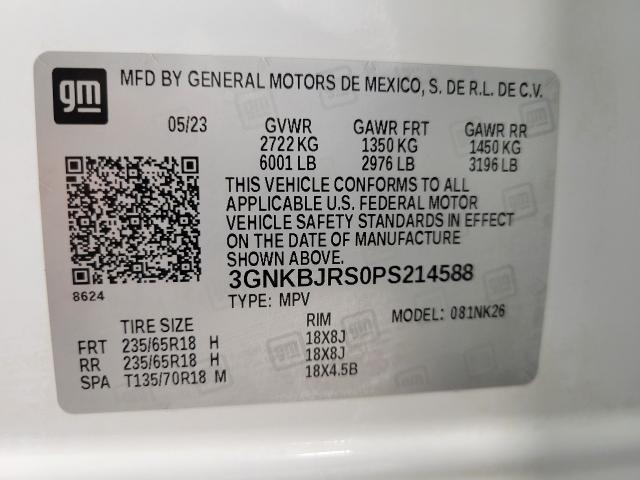 gm MFD BY GENERAL MOTORS DE MEXICO, S. DE R.L. DE C.V.
05/23 GVWR GAWR FRT GAWR RR
2722 KG 1350 KG 1450 KG
6001 LB 2976 LB 3196 LB
THIS VEHICLE CONFORMS TO ALL
APPLICABLE U.S. FEDERAL MOTOR
VEHICLE SAFETY STANDARDS IN EFFECT
ON THE DATE OF MANUFACTURE
SHOWN ABOVE.
3GNKBJRS0PS214588
8624
TYPE: MPV MODEL: 081NK26
TIRE SIZE RIM
FRT 235/65R18 H 18X8J
RR 235/65R18 H 18X8J
SPA T135/70R18 M 18X4.5B